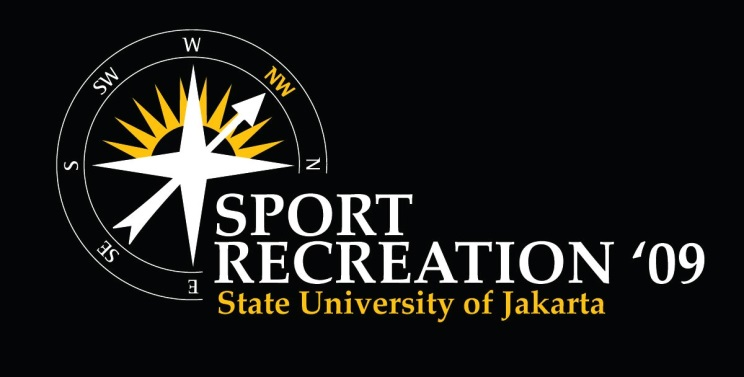 W
SW
NW
S
N
SE
E
SPORT
RECREATION ‘09
State University of Jakarta